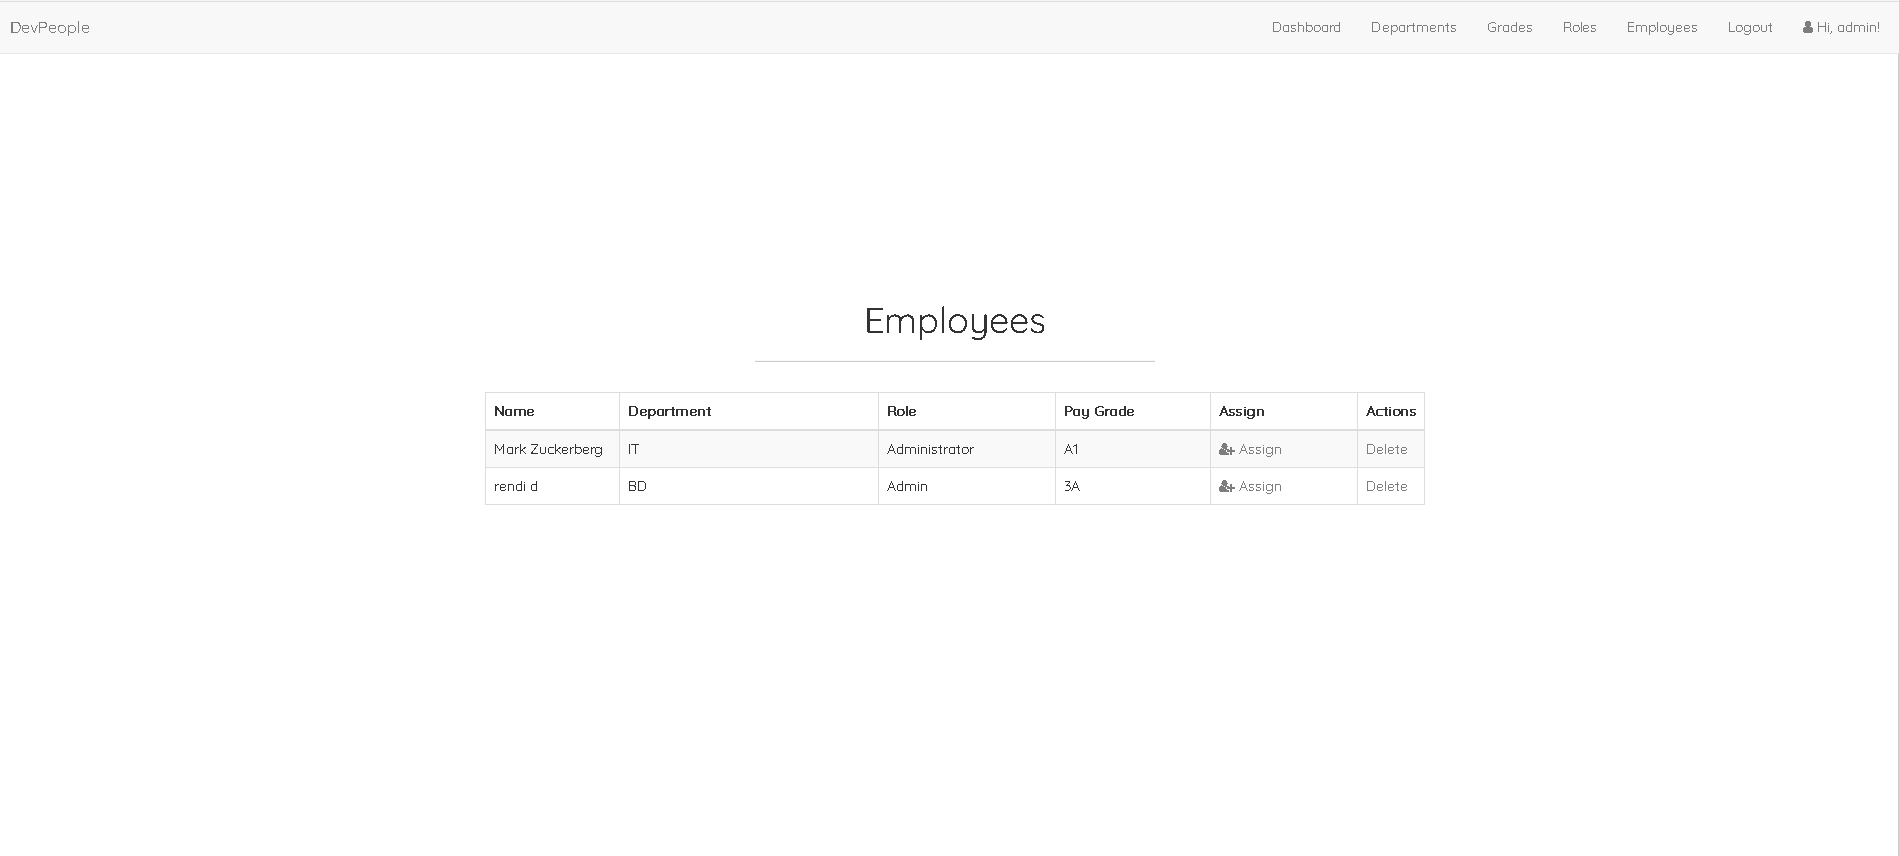 DevPeople Dashboard Departments Grades Roles Employees Logout Hi, admin!
Employees
Name Department Role Pay Grade Assign Actions
Mark Zuckerberg IT Administrator A1 Assign Delete
rendi d BD Admin 3A Assign Delete